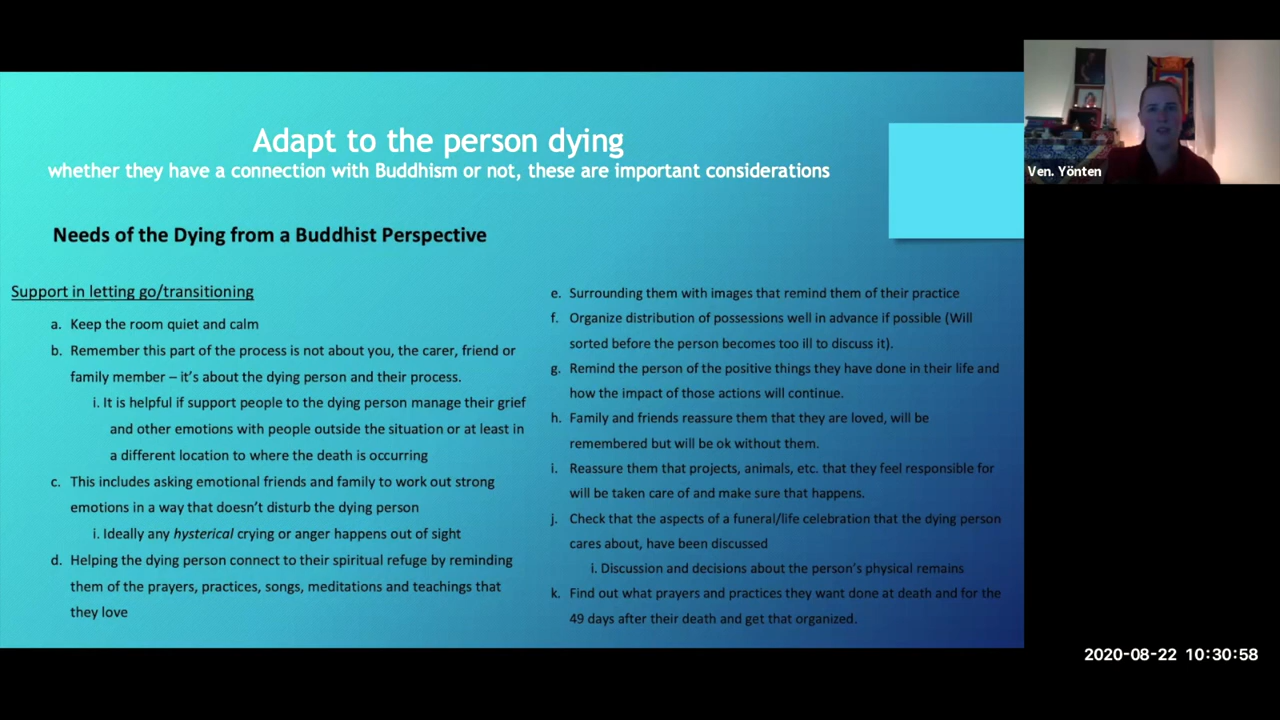 Adapt to the person dying
whether they have a connection with Buddhism or not, these are important considerations
Needs of the Dying from a Buddhist Perspective
Support in letting go/transitioning
a. Keep the room quiet and calm
b. Remember this part of the process is not about you, the carer, friend or
family member – it's about the dying person and their process.
i. It is helpful if support people to the dying person manage their grief
and other emotions with people outside the situation or at least in
a different location to where the death is occurring
c. This includes asking emotional friends and family to work out strong
emotions in a way that doesn't disturb the dying person
i. Ideally any hysterical crying or anger happens out of sight
d. Helping the dying person connect to their spiritual refuge by reminding
them of the prayers, practices, songs, meditations and teachings that
they love
e. Surrounding them with images that remind them of their practice
f. Organize distribution of possessions well in advance if possible (Will
sorted before the person becomes too ill to discuss it).
g. Remind the person of the positive things they have done in their life and
how the impact of those actions will continue.
h. Family and friends reassure them that they are loved, will be
remembered but will be ok without them.
i. Reassure them that projects, animals, etc. that they feel responsible for
will be taken care of and make sure that happens.
j. Check that the aspects of a funeral/life celebration that the dying person
cares about, have been discussed
i. Discussion and decisions about the person's physical remains
k. Find out what prayers and practices they want done at death and for the
49 days after their death and get that organized.
Ven. Yönten
2020-08-22 10:30:58